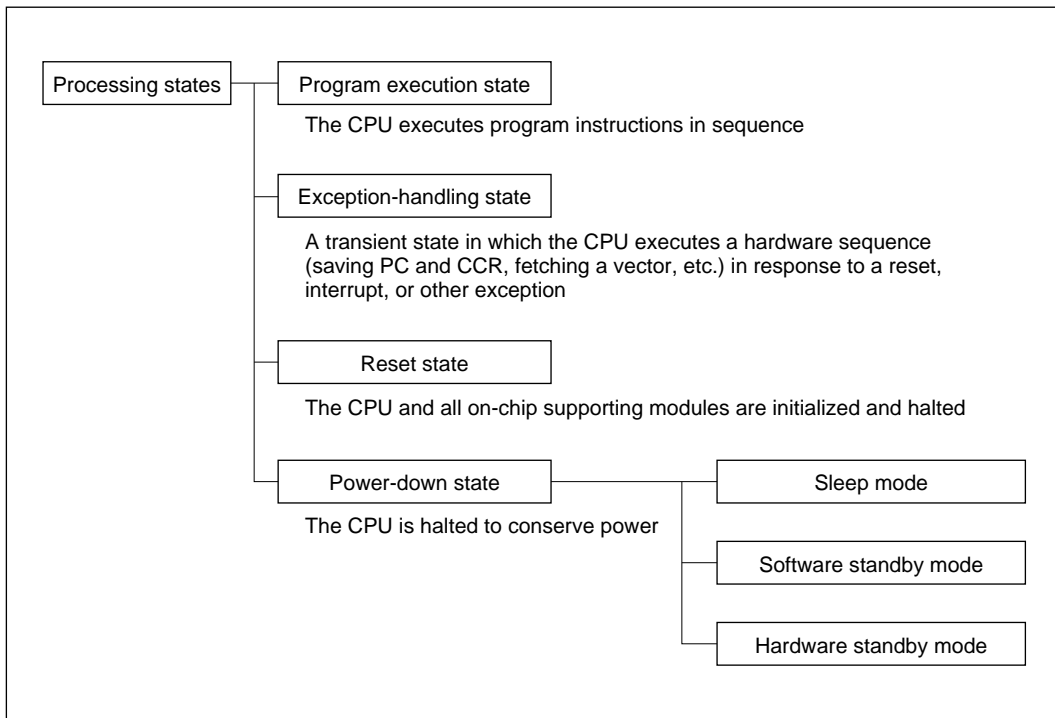 Processing states
Program execution state
The CPU executes program instructions in sequence
Exception-handling state
A transient state in which the CPU executes a hardware sequence
(saving PC and CCR, fetching a vector, etc.) in response to a reset,
interrupt, or other exception
Reset state
The CPU and all on-chip supporting modules are initialized and halted
Power-down state
The CPU is halted to conserve power
Sleep mode
Software standby mode
Hardware standby mode